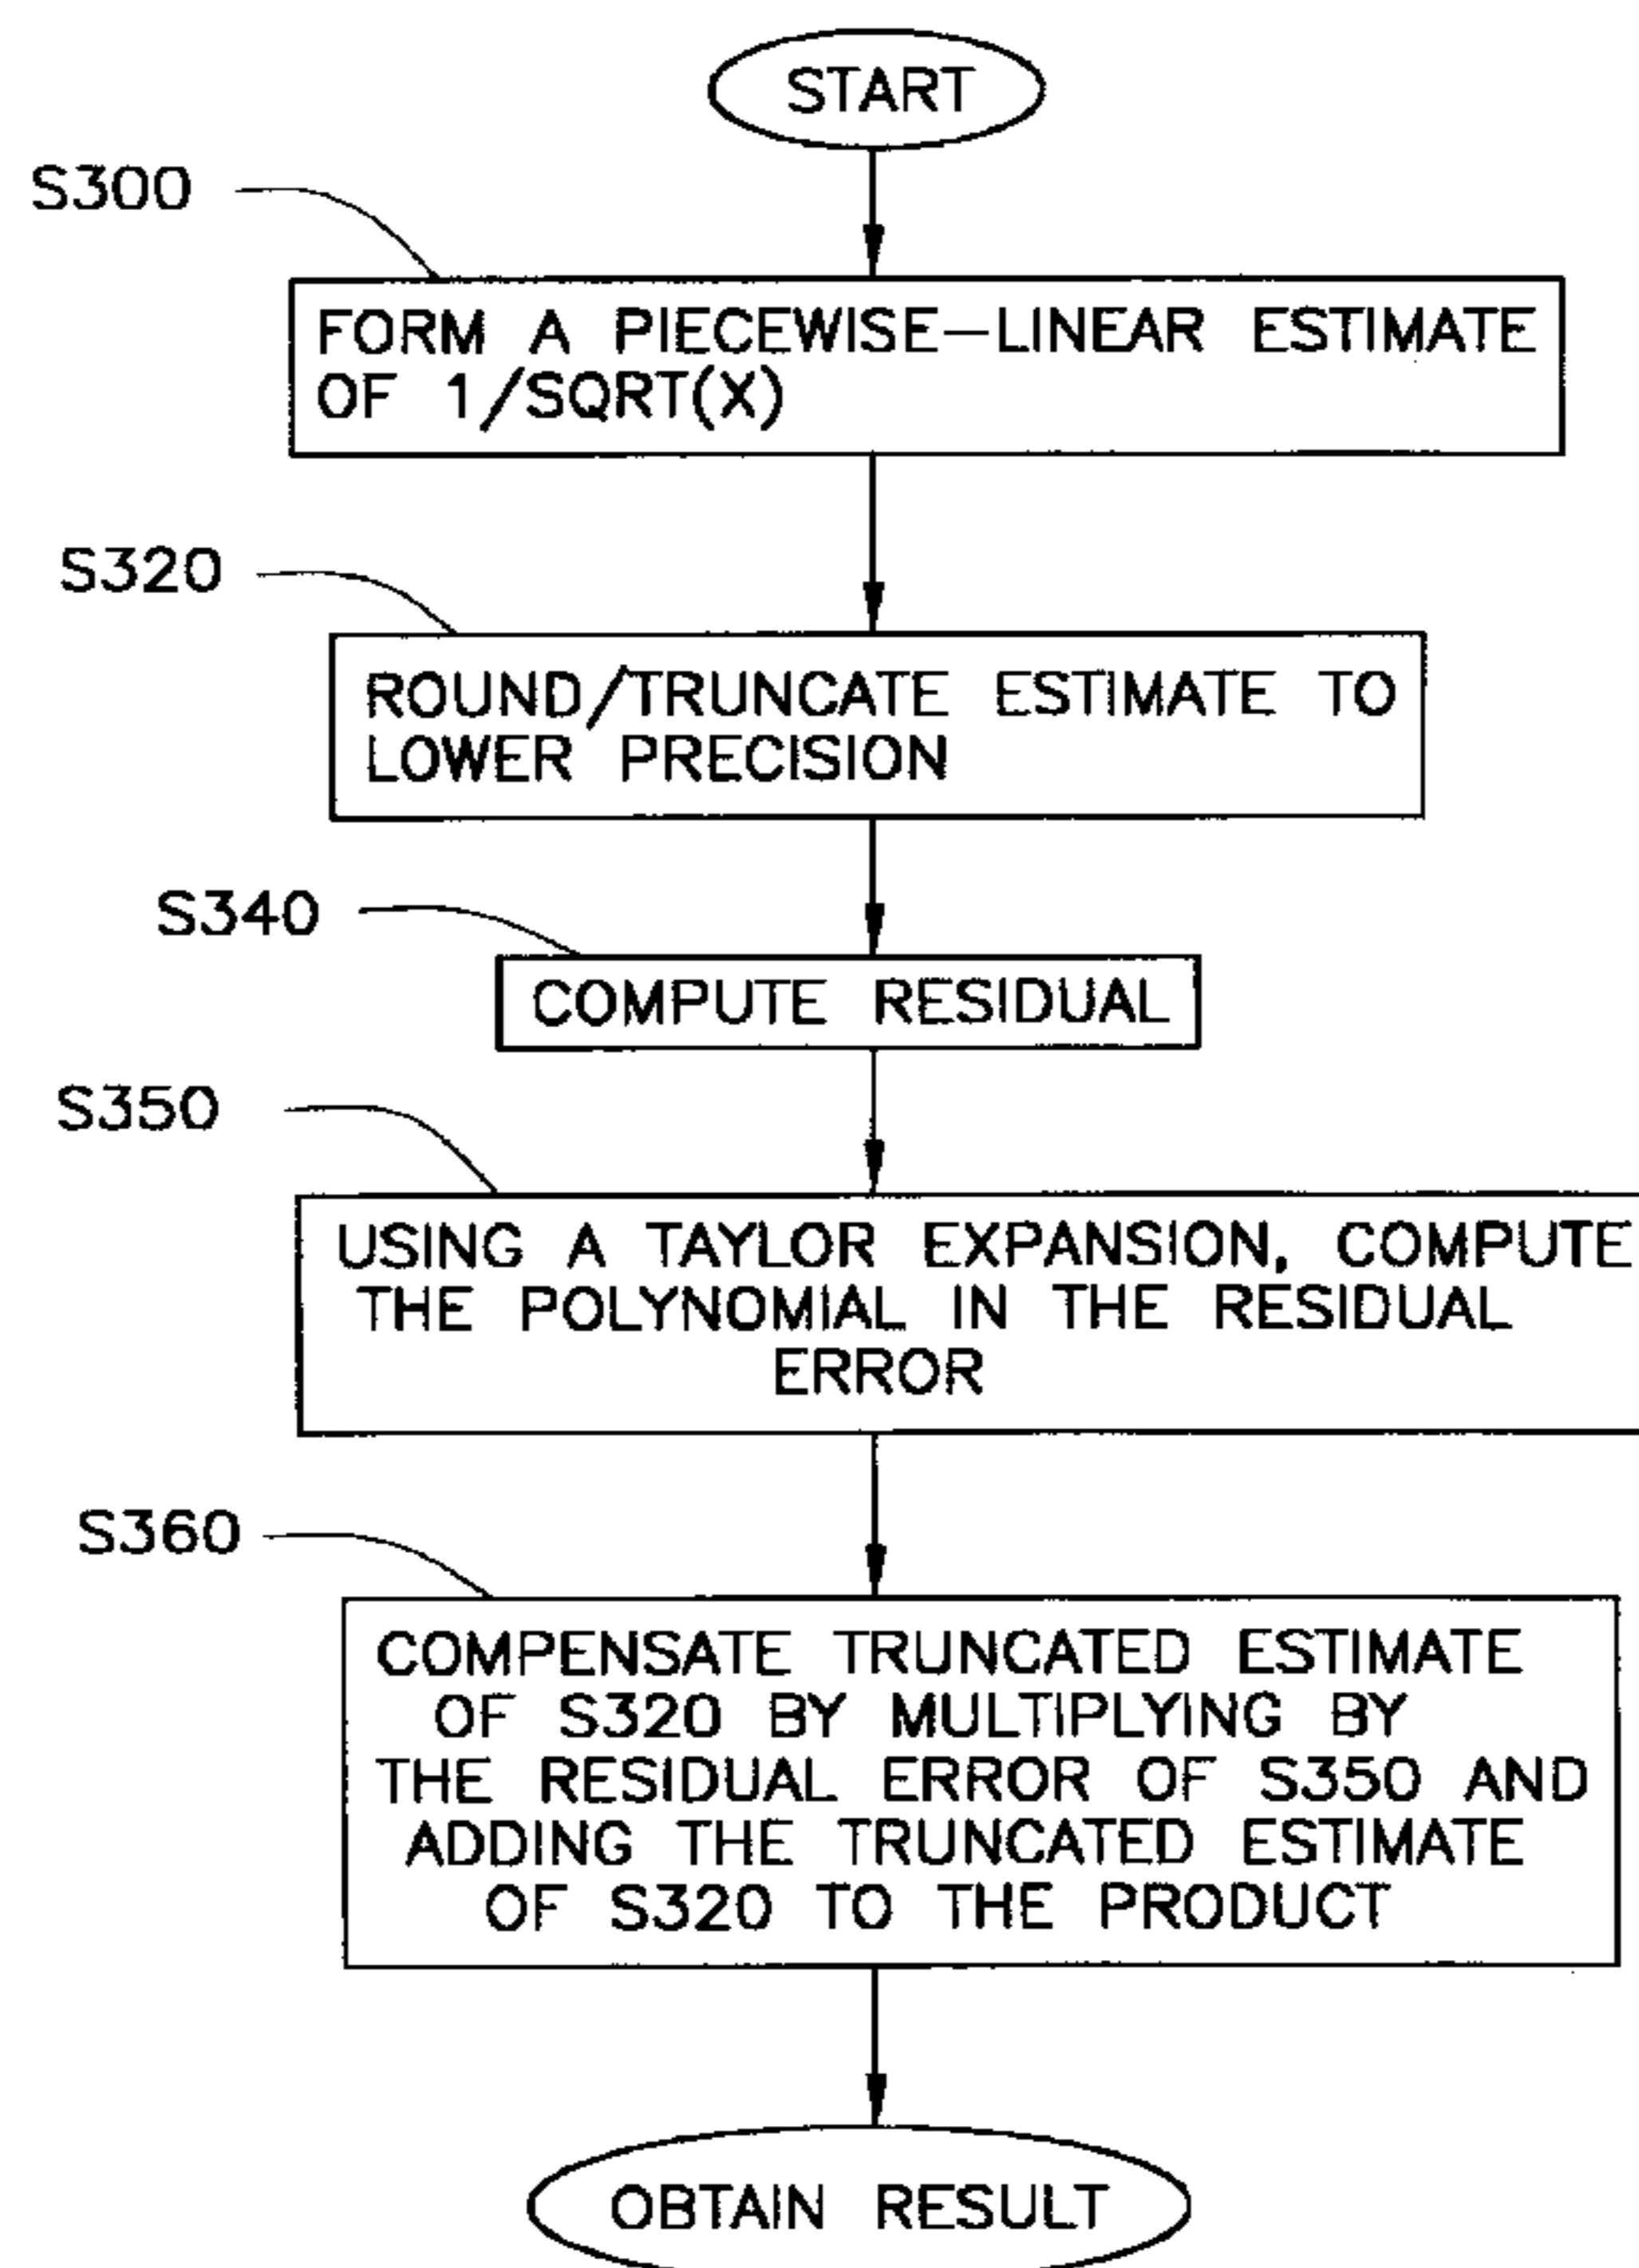 START
S300
FORM A PIECEWISE-LINEAR ESTIMATE
OF 1/SQRT(X)
S320
ROUND/TRUNCATE ESTIMATE TO
LOWER PRECISION
S340
COMPUTE RESIDUAL
S350
USING A TAYLOR EXPANSION, COMPUTE
THE POLYNOMIAL IN THE RESIDUAL
ERROR
S360
COMPENSATE TRUNCATED ESTIMATE
OF S320 BY MULTIPLYING BY
THE RESIDUAL ERROR OF S350 AND
ADDING THE TRUNCATED ESTIMATE
OF S320 TO THE PRODUCT
OBTAIN RESULT